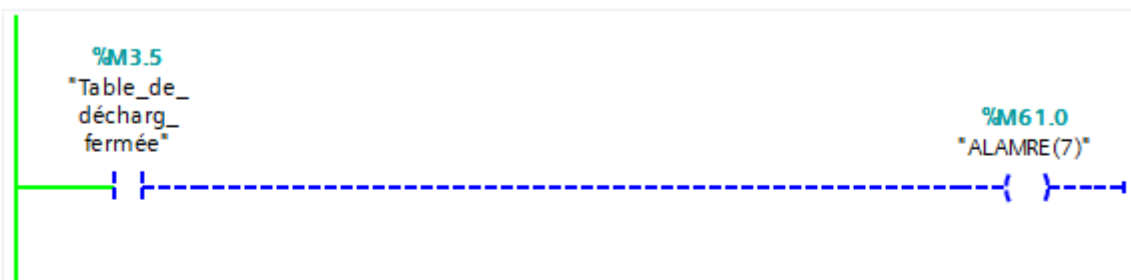 %M3.5
"Table_de_
décharg_
fermée"
%M61.0
"ALAMRE(7)"